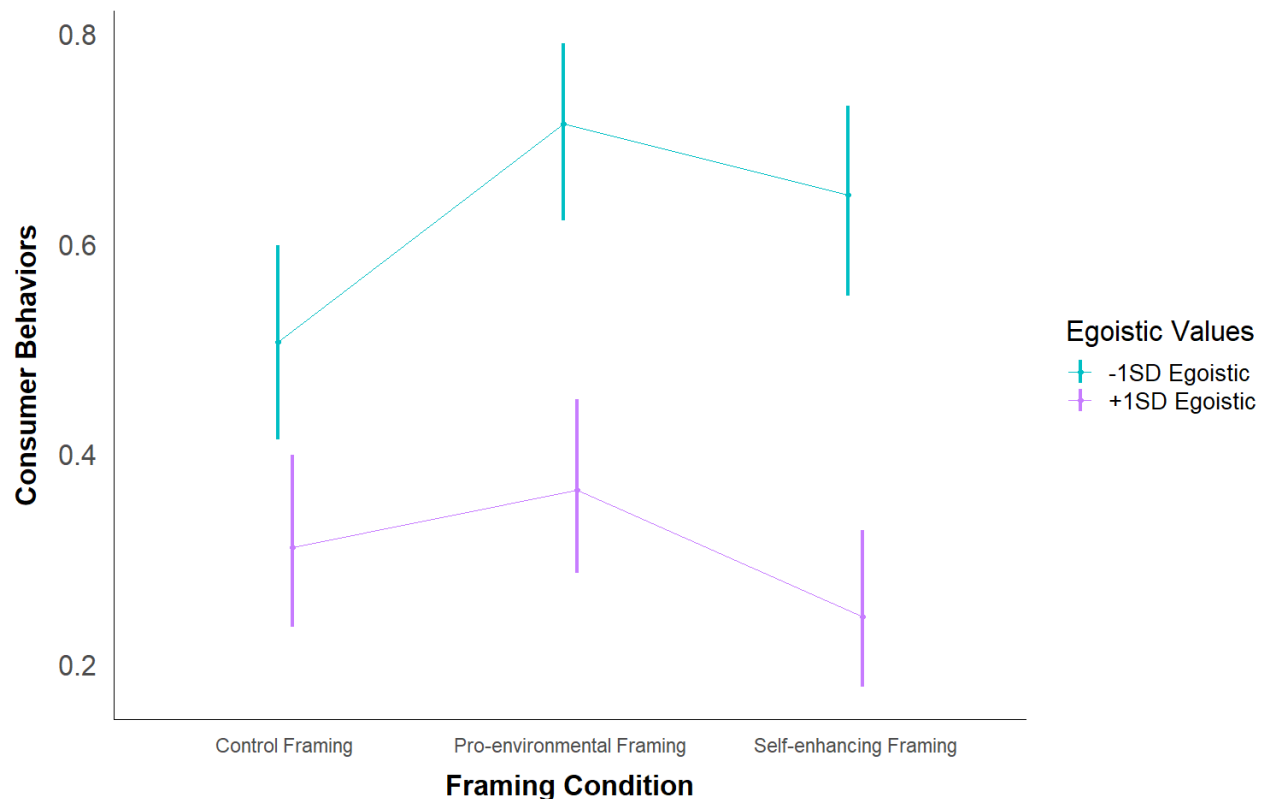 0.8
0.6
0.4
0.2
Consumer Behaviors
Control Framing
Pro-environmental Framing
Self-enhancing Framing
Framing Condition
Egoistic Values
-1SD Egoistic
+1SD Egoistic